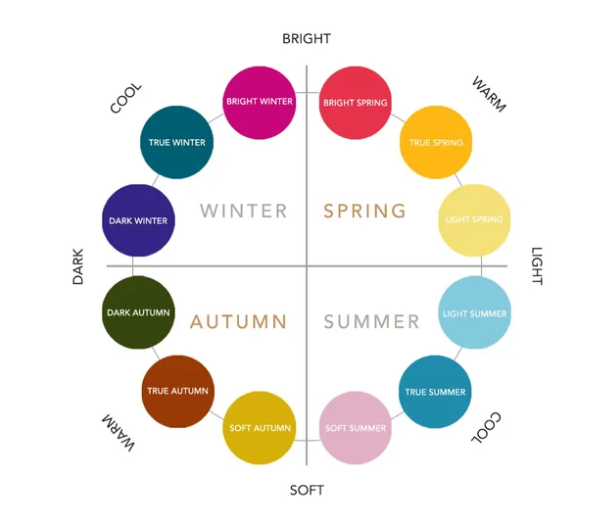 BRIGHT
COOL
WARM
BRIGHT WINTER
BRIGHT SPRING
TRUE WINTER
TRUE SPRING
WINTER
SPRING
DARK WINTER
LIGHT SPRING
DARK
LIGHT
DARK AUTUMN
LIGHT SUMMER
AUTUMN
SUMMER
TRUE AUTUMN
TRUE SUMMER
SOFT AUTUMN
SOFT SUMMER
WARM
COOL
SOFT